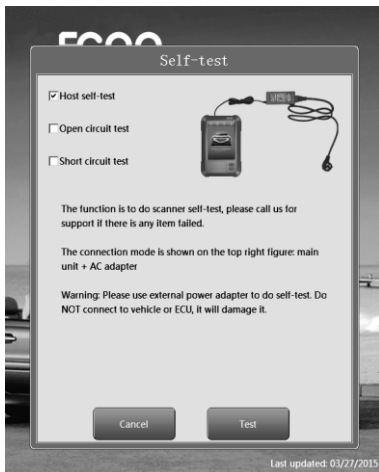 Self-test
Host self-test
Open circuit test
Short circuit test
The function is to do scanner self-test, please call us for
support if there is any item failed.
The connection mode is shown on the top right figure: main
unit + AC adapter
Warning: Please use external power adapter to do self-test. Do
NOT connect to vehicle or ECU, it will damage it.
Cancel
Test
Last updated: 03/27/2015